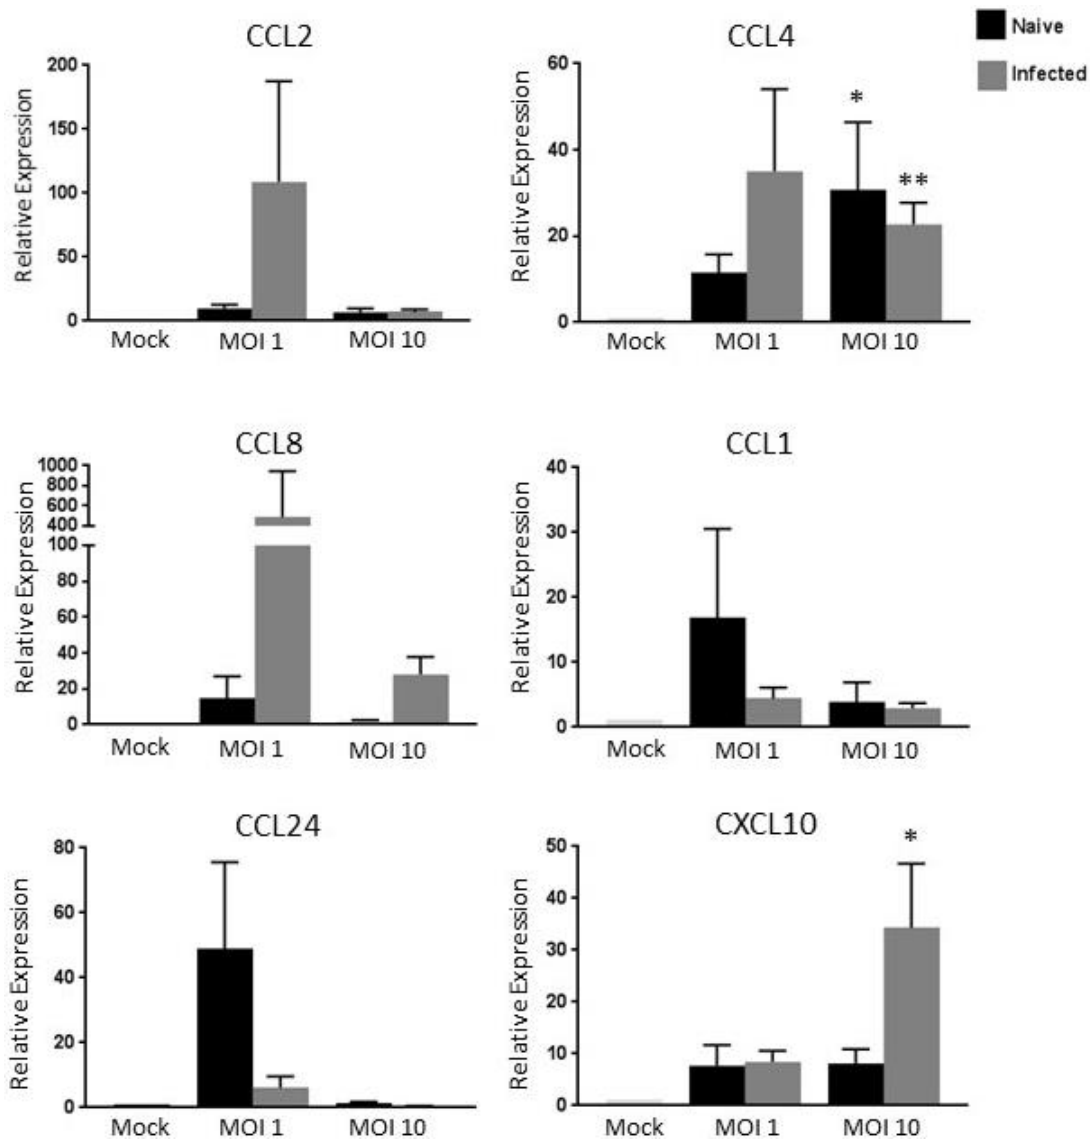 CCL2
Relative Expression
200
150
100
50
0
Mock MOI 1 MOI 10
CCL4
Relative Expression
60
40
20
0
*
**
Mock MOI 1 MOI 10
Naive
Infected
CCL8
Relative Expression
1000
800
600
400
100
80
60
40
20
0
Mock MOI 1 MOI 10
CCL1
Relative Expression
40
30
20
10
0
Mock MOI 1 MOI 10
CCL24
Relative Expression
80
60
40
20
0
Mock MOI 1 MOI 10
CXCL10
Relative Expression
50
40
30
20
10
0
*
Mock MOI 1 MOI 10